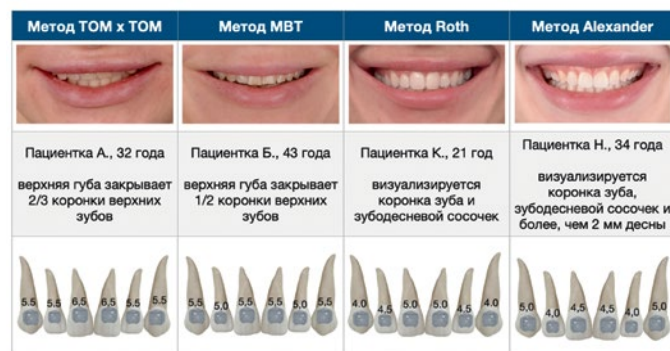 Метод ТОМ х ТОМ
Метод МВТ
Метод Roth
Метод Alexander
Пациентка А., 32 года
верхняя губа закрывает
2/3 коронки верхних
зубов
Пациентка Б., 43 года
верхняя губа закрывает
1/2 коронки верхних
зубов
Пациентка К., 21 год
визуализируется
коронка зуба и
зубодесневой сосочек
Пациентка Н., 34 года
визуализируется
коронка зуба,
зубодесневой сосочек и
более, чем 2 мм десны
5.5 5.5 6,5 6,5 5.5 5.5
5.5 5,0 5,5 5,5 5,0 5,5
4.0 4.5 5.0 5.0 4.5 4.0
5,0 4,0 4,5 4,5 4,0 5,0